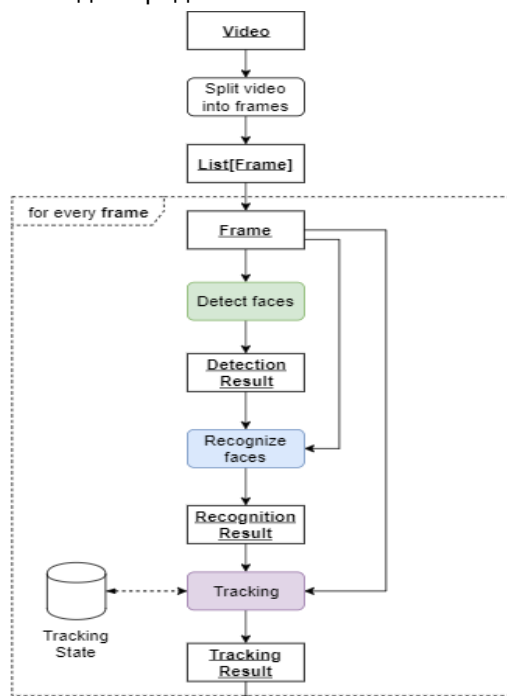 Video
Split video
into frames
List[Frame]
for every frame
Frame
Detect faces
Detection
Result
Recognize
faces
Recognition
Result
Tracking
Tracking
State
Tracking
Result